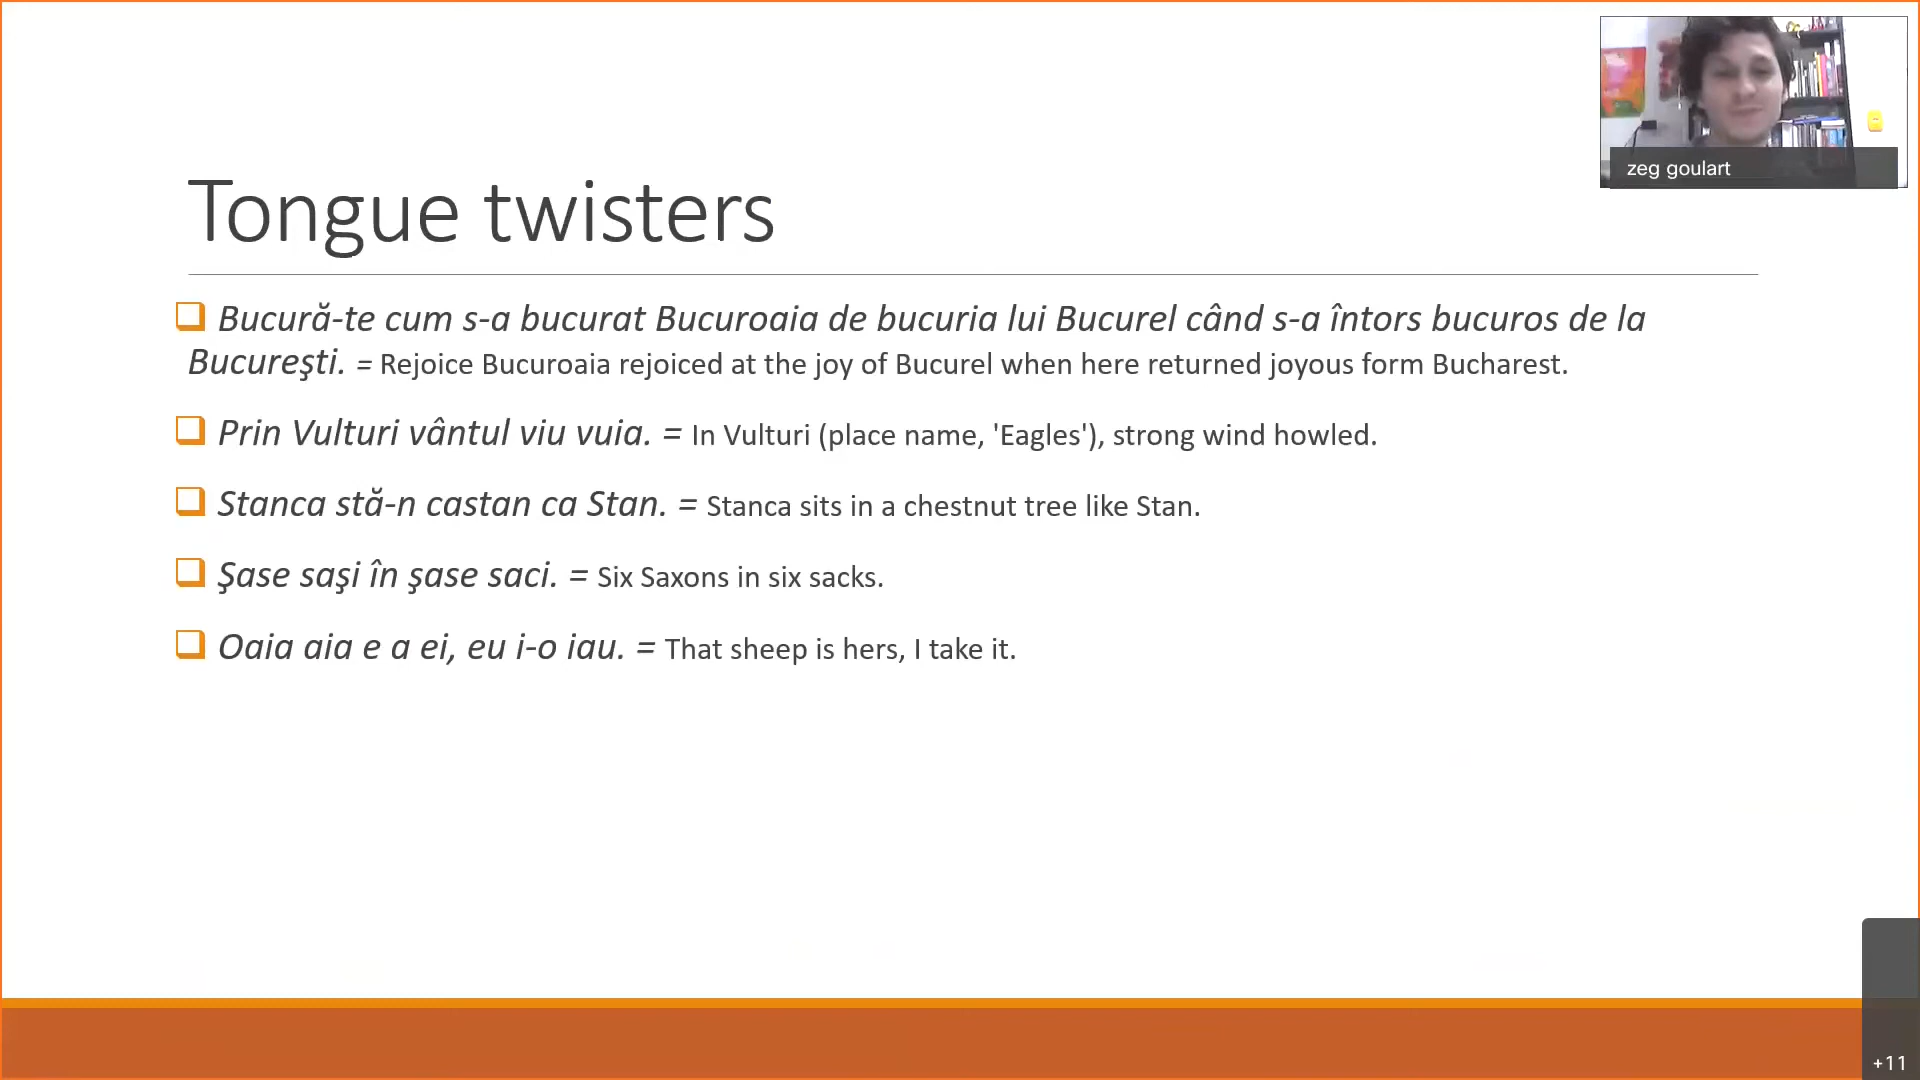 zeg goulart
Tongue twisters
Bucură-te cum s-a bucurat Bucuroaia de bucuria lui Bucurel când s-a întors bucuros de la
Bucureşti. = Rejoice Bucuroaia rejoiced at the joy of Bucurel when here returned joyous form Bucharest.
Prin Vulturi vântul viu vuia. = In Vulturi (place name, 'Eagles'), strong wind howled.
Stanca stă-n castan ca Stan. = Stanca sits in a chestnut tree like Stan.
Şase saşi în şase saci. = Six Saxons in six sacks.
Oaia aia e a ei, eu i-o iau. = That sheep is hers, I take it.
+11